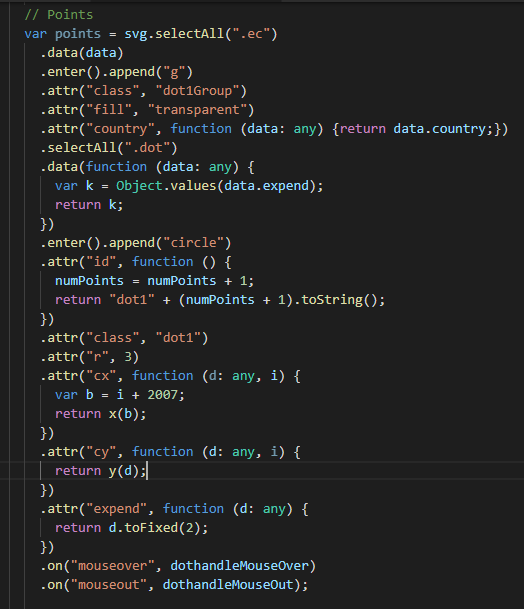 // Points
var points = svg.selectAll(".ec")
  .data(data)
  .enter().append("g")
  .attr("class", "dot1Group")
  .attr("fill", "transparent")
  .attr("country", function (data: any) {return data.country;})
  .selectAll(".dot")
  .data(function (data: any) {
    var k = Object.values(data.expend);
    return k;
  })
  .enter().append("circle")
  .attr("id", function () {
    numPoints = numPoints + 1;
    return "dot1" + (numPoints + 1).toString();
  })
  .attr("class", "dot1")
  .attr("r", 3)
  .attr("cx", function (d: any, i) {
    var b = i + 2007;
    return x(b);
  })
  .attr("cy", function (d: any, i) {
    return y(d);
  })
  .attr("expend", function (d: any) {
    return d.toFixed(2);
  })
  .on("mouseover", dothandleMouseOver)
  .on("mouseout", dothandleMouseOut);